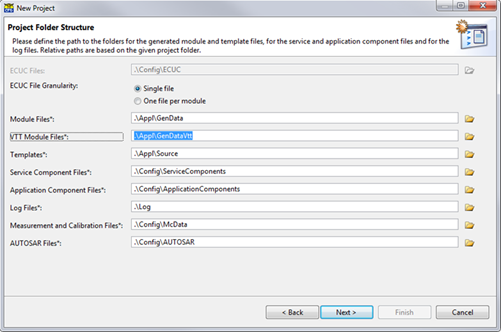 New Project
Project Folder Structure
Please define the path to the folders for the generated module and template files, for the service and application component files and for the
log files. Relative paths are based on the given project folder.
ECUC Files: .\Config\ECUC
ECUC File Granularity: Single file
One file per module
Module Files*: .\Appl\GenData
VTT Module Files*: .\Appl\GenDataVtt
Templates*: .\Appl\Source
Service Component Files*: .\Config\ServiceComponents
Application Component Files*: .\Config\ApplicationComponents
Log Files*: .\Log
Measurement and Calibration Files*: .\Config\McData
AUTOSAR Files*: .\Config\AUTOSAR
< Back Next > Finish Cancel